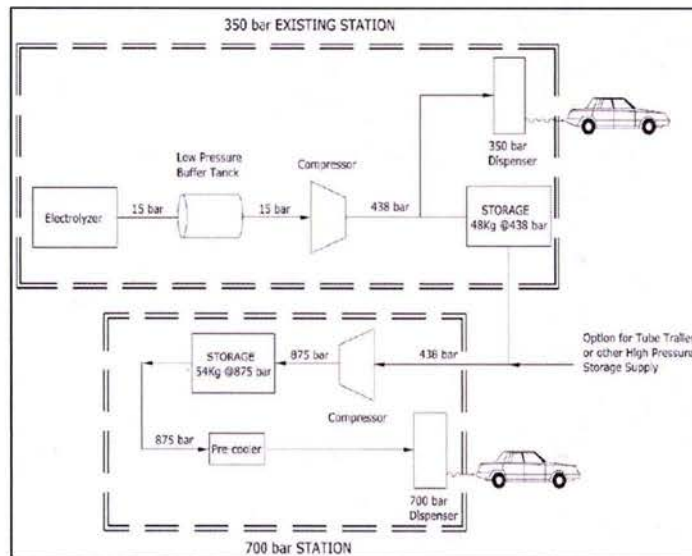 350 bar EXISTING STATION
Low Pressure
Buffer Tanck
Compressor
350 bar
Dispenser
Electrolyzer
15 bar
15 bar
438 bar
STORAGE
48Kg @438 bar
Option for Tube Trailer
or other High Pressure
Storage Supply
STORAGE
54Kg @875 bar
875 bar
438 bar
Compressor
875 bar
Pre-cooler
700 bar
Dispenser
700 bar STATION